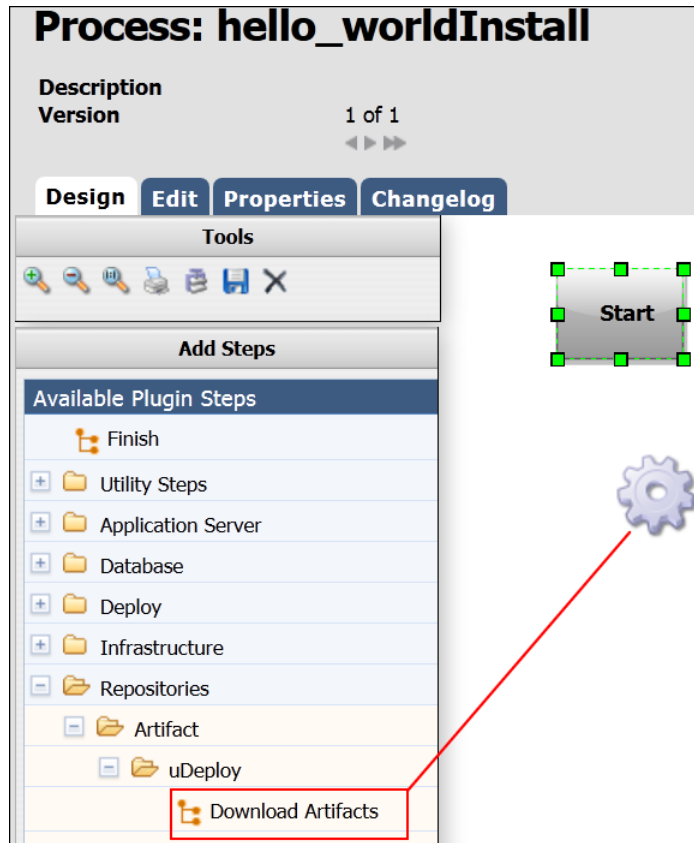 Process: hello_worldInstall
Description
Version 1 of 1
Design Edit Properties Changelog
Tools
Add Steps
Start
Available Plugin Steps
Finish
Utility Steps
Application Server
Database
Deploy
Infrastructure
Repositories
Artifact
uDeploy
Download Artifacts